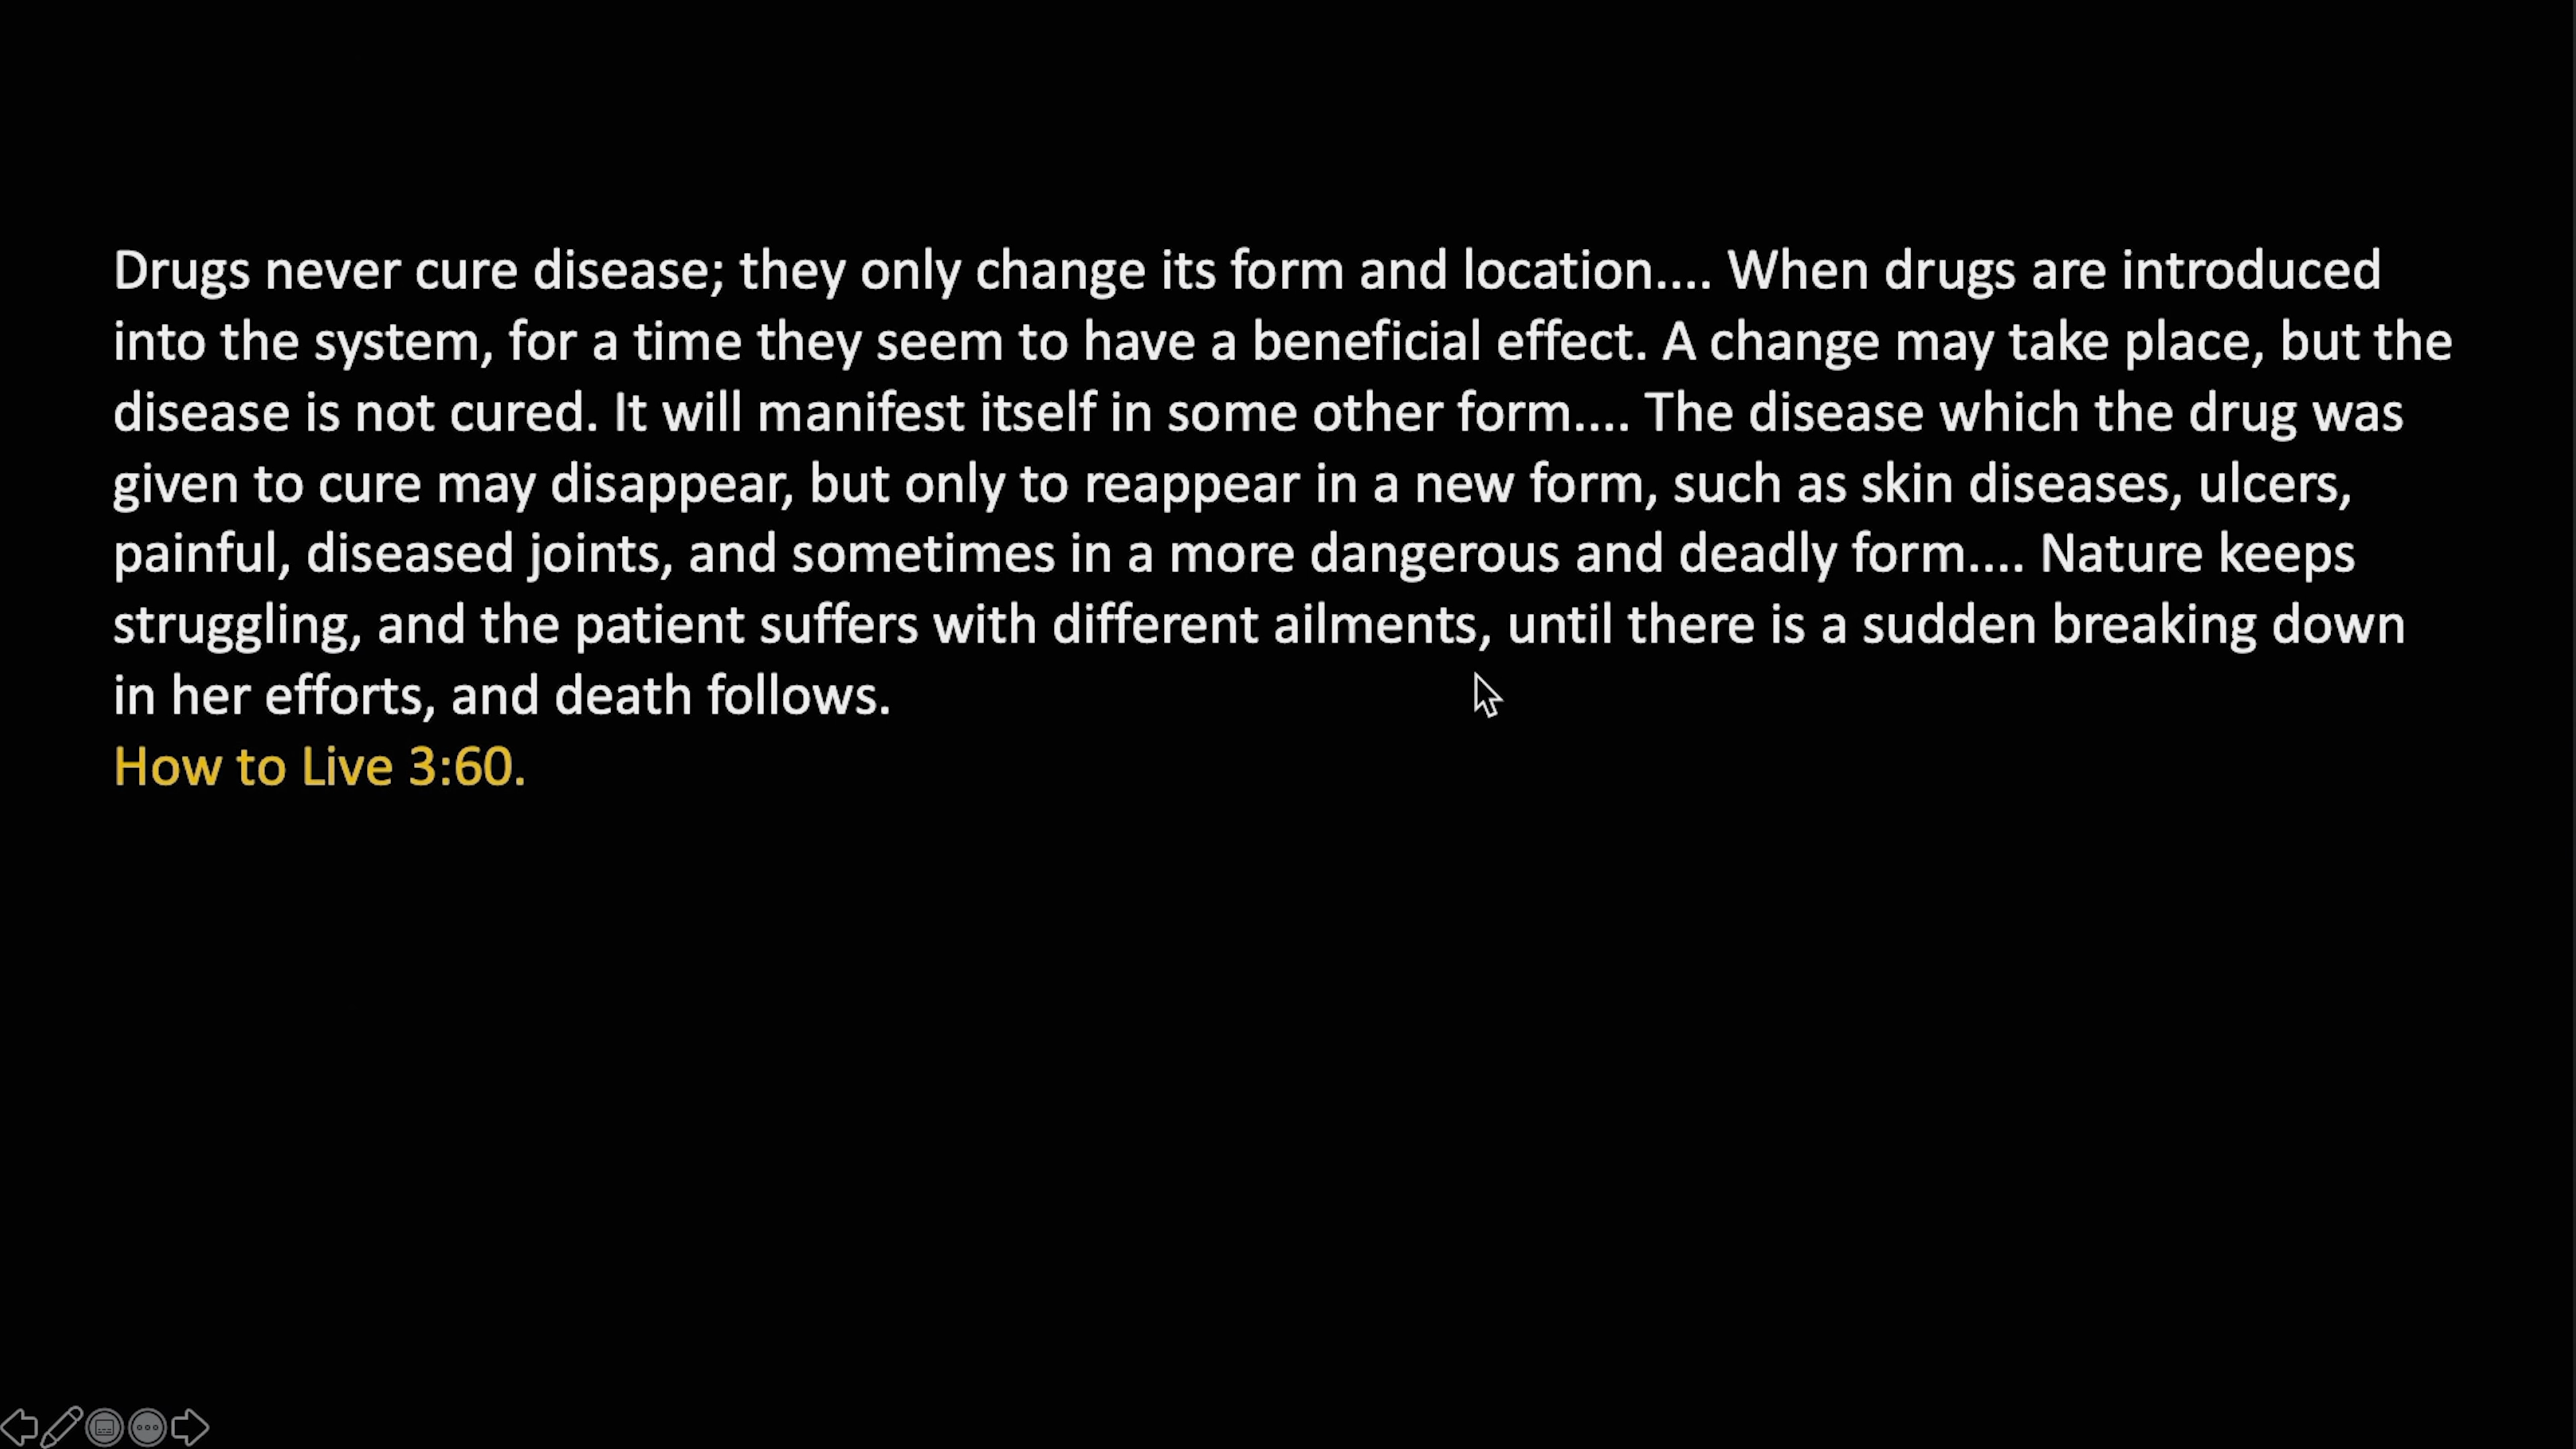 Drugs never cure disease; they only change its form and location.... When drugs are introduced
into the system, for a time they seem to have a beneficial effect. A change may take place, but the
disease is not cured. It will manifest itself in some other form.... The disease which the drug was
given to cure may disappear, but only to reappear in a new form, such as skin diseases, ulcers,
painful, diseased joints, and sometimes in a more dangerous and deadly form.... Nature keeps
struggling, and the patient suffers with different ailments, until there is a sudden breaking down
in her efforts, and death follows.
How to Live 3:60.